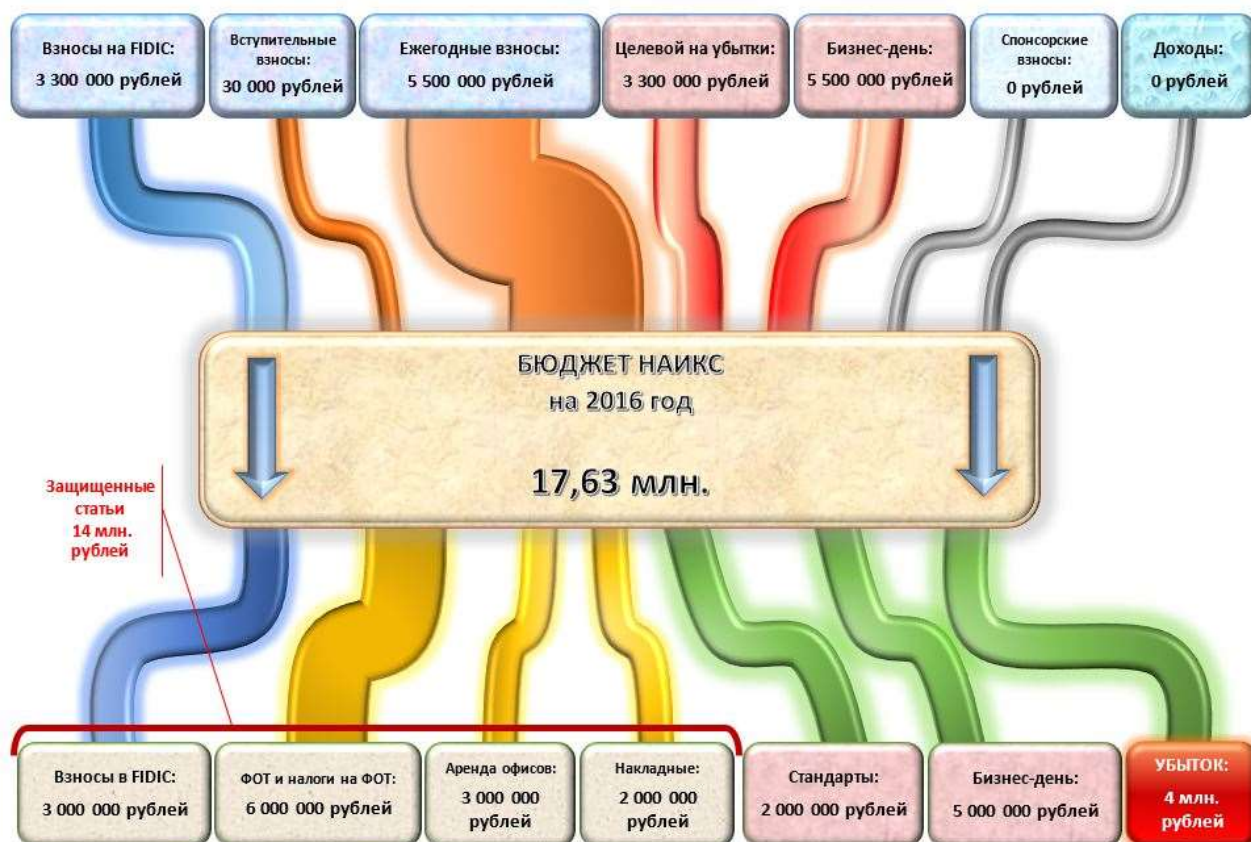 Взносы на FIDIC:
3 300 000 рублей
Вступительные
взносы:
30 000 рублей
Ежегодные взносы:
5 500 000 рублей
Целевой на убытки:
3 300 000 рублей
Бизнес-день:
5 500 000 рублей
Спонсорские
взносы:
0 рублей
Доходы:
0 рублей
БЮДЖЕТ НАИКС
на 2016 год
17,63 млн.
Защищенные
статьи
14 млн.
рублей
Взносы в FIDIC:
3 000 000 рублей
ФОТ и налоги на ФОТ:
6 000 000 рублей
Аренда офисов:
3 000 000
рублей
Накладные:
2 000 000
рублей
Стандарты:
2 000 000 рублей
Бизнес-день:
5 000 000 рублей
УБЫТОК:
4 млн.
рублей